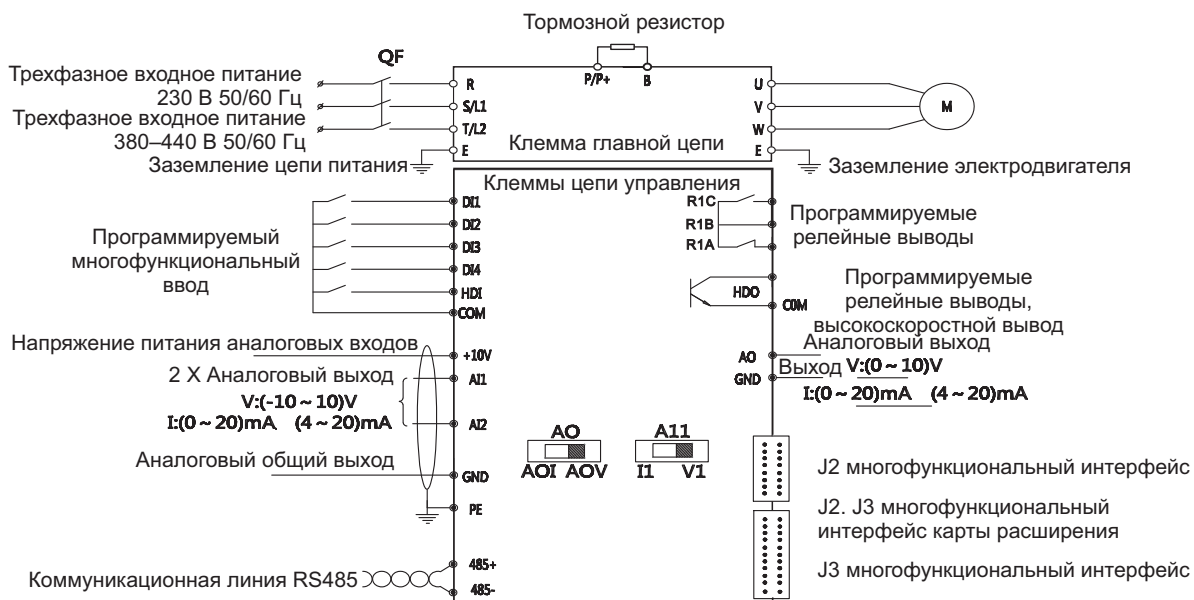 Тормозной резистор
QF
P/P+ B
Трехфазное входное питание
230 В 50/60 Гц
Трехфазное входное питание
380–440 В 50/60 Гц
Заземление цепи питания
R
S/L1
T/L2
E
Клемма главной цепи
U
V
W
E
M
Заземление электродвигателя
Клеммы цепи управления
DI1
DI2
DI3
DI4
HDI
COM
Программируемый
многофункциональный
ввод
R1C
R1B
R1A
Программируемые
релейные выводы
HDO
COM
Программируемые
релейные выводы,
высокоскоростной вывод
Напряжение питания аналоговых входов
+10V
2 X Аналоговый выход
V:(-10 ~ 10)V
I:(0 ~ 20)mA (4 ~ 20)mA
AI1
AI2
Аналоговый общий выход
GND
PE
Аналоговый выход
AO
GND
Выход V:(0 ~ 10)V
I:(0 ~ 20)mA (4 ~ 20)mA
AO
AOI AOV
A11
I1 V1
J2 многофункциональный интерфейс
J2. J3 многофункциональный
интерфейс карты расширения
J3 многофункциональный интерфейс
Коммуникационная линия RS485
485+
485-